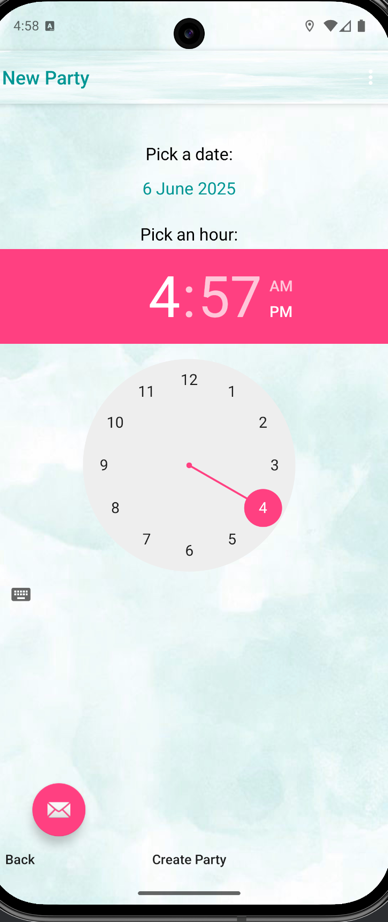 4:58 A
New Party
Pick a date:
6 June 2025
Pick an hour:
4:57 AM
PM
12
11 1
10 2
9 3
8 4
7 5
6
Back Create Party